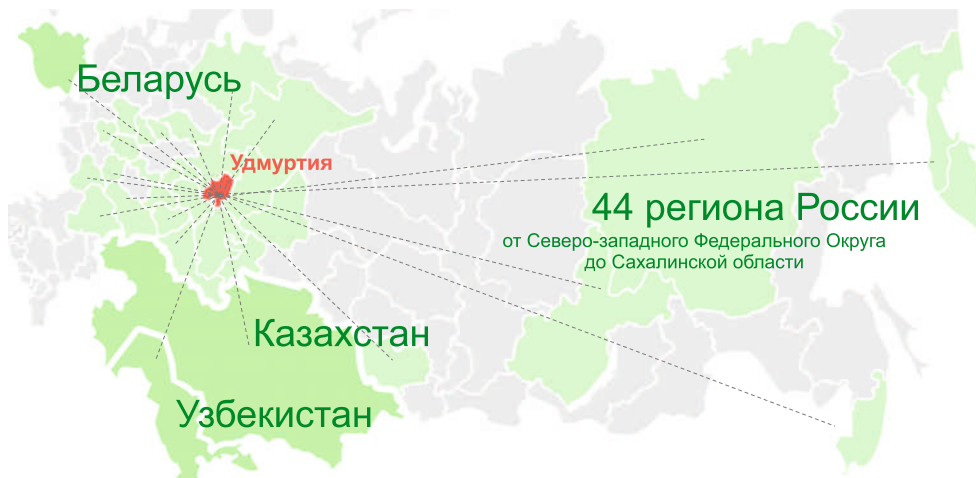 Беларусь
Удмуртия
44 региона России
от Северо-западного Федерального Округа
до Сахалинской области
Казахстан
Узбекистан